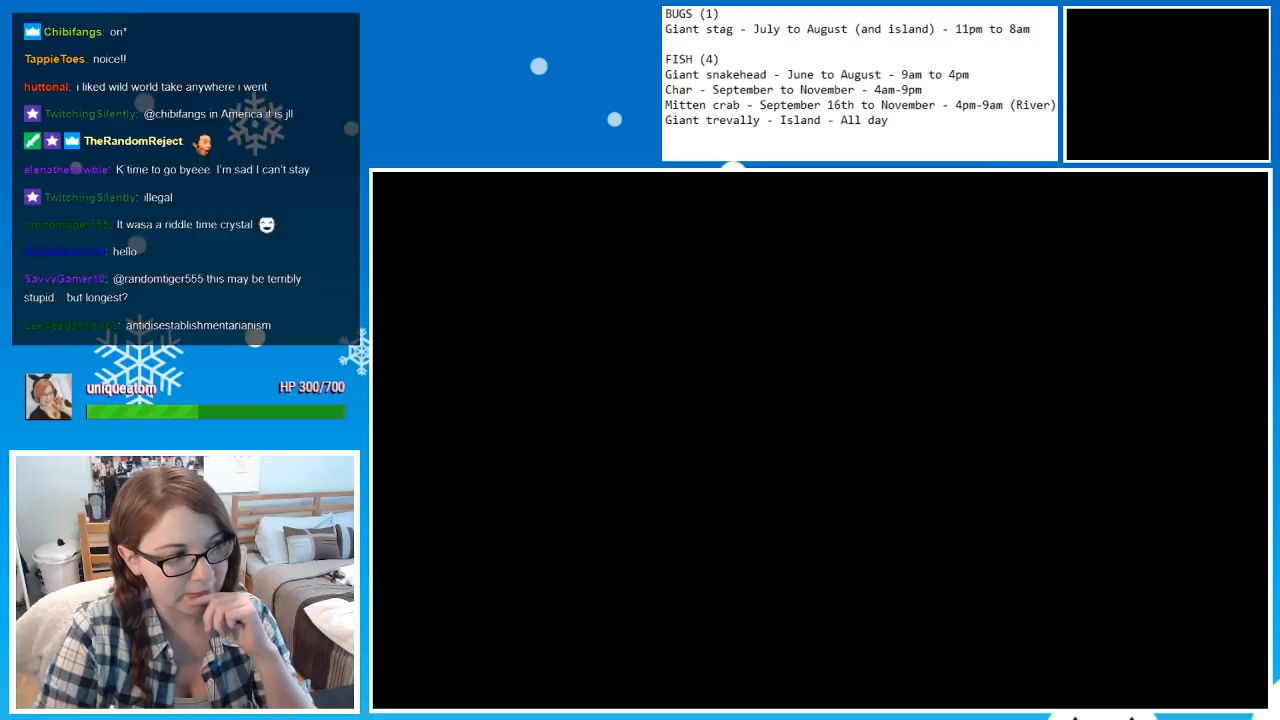 Chibifangs: on*
TappieToes: noice!!
huttonal: i liked wild world take anywhere i went
TwitchingSilently: @chibifangs in America it is jll
TheRandomReject:
K time to go byeee. I'm sad I can't stay
TwitchingSilently: illegal
randomtiger555: It wasa a riddle time crystal
hello
SavvyGamer10: @randomtiger555 this may be terribly
stupid. but longest?
LeeNeedsFriends: antidisestablishmentarianism
uniqueatom HP 300/700
BUGS (1)
Giant stag - July to August (and island) - 11pm to 8am
FISH (4)
Giant snakehead - June to August - 9am to 4pm
Char - September to November - 4am-9pm
Mitten crab - September 16th to November - 4pm-9am (River)
Giant trevally - Island - All day